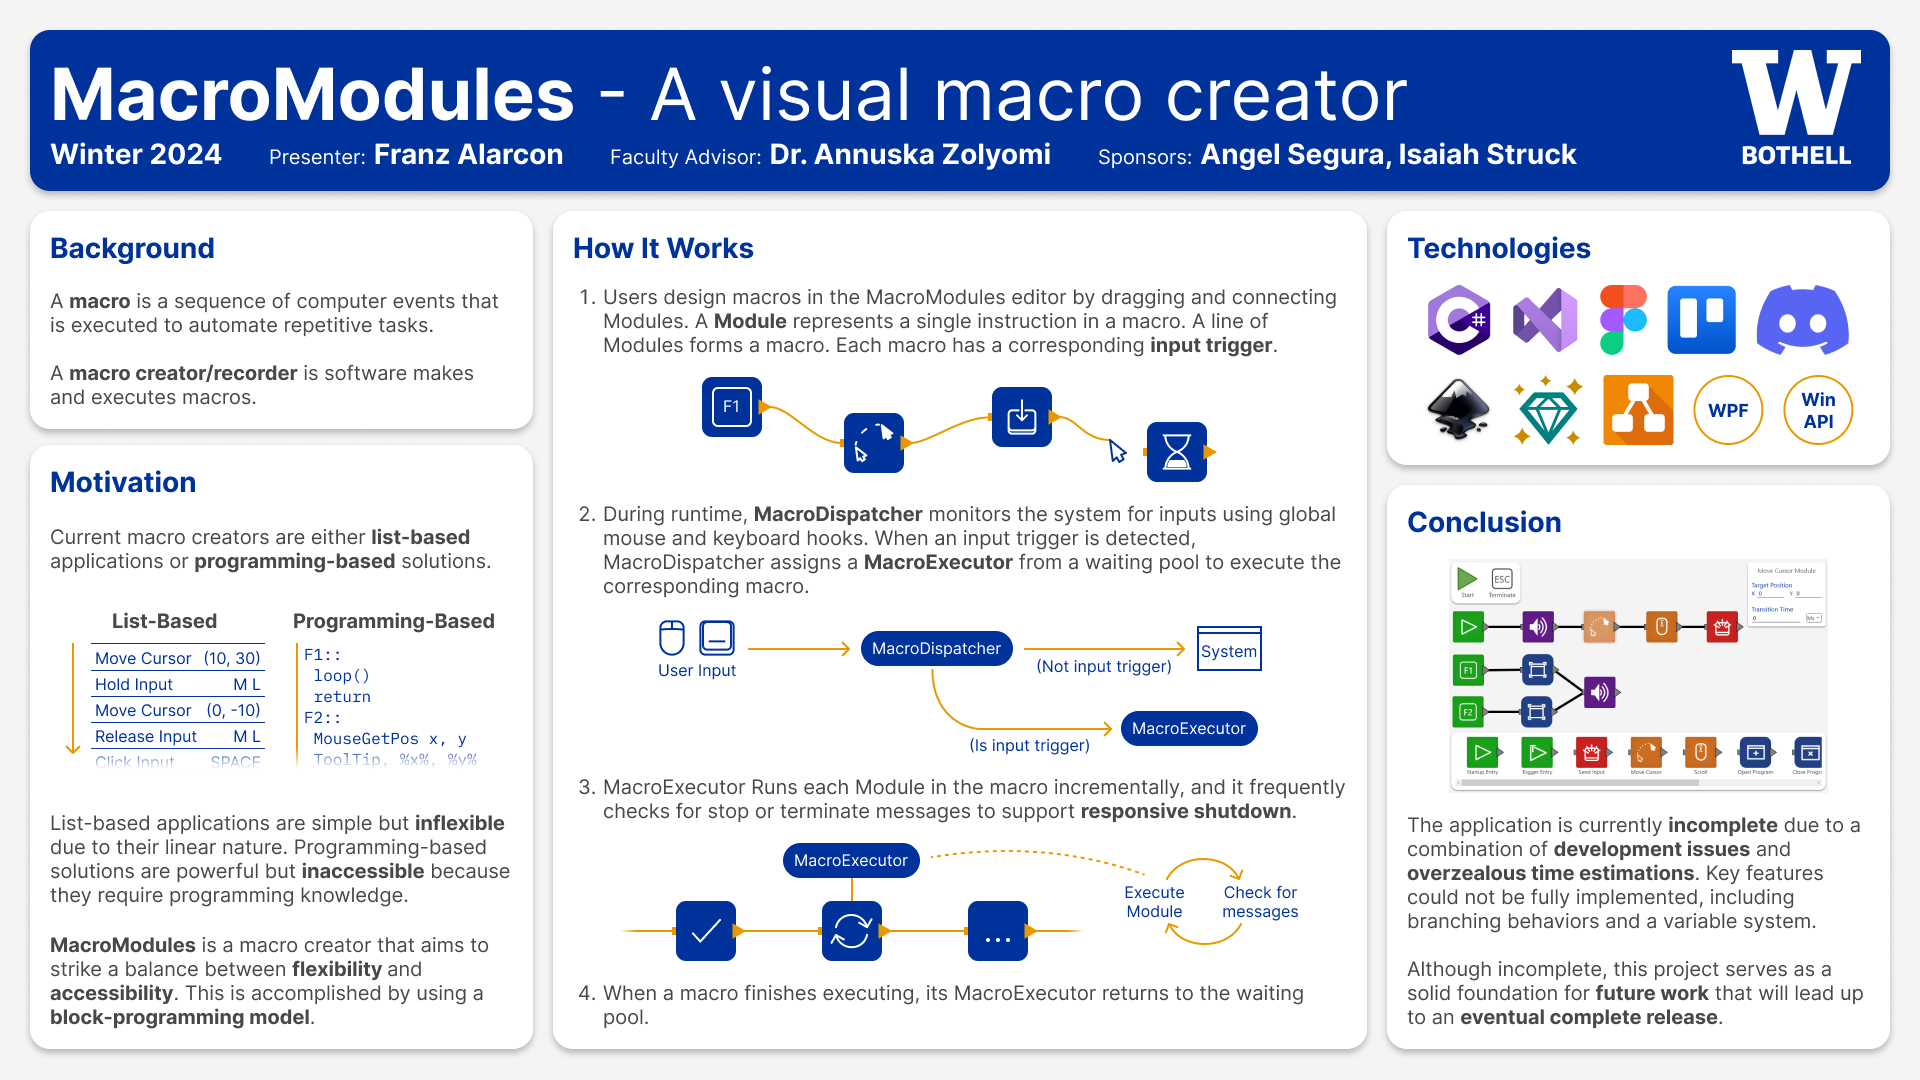 MacroModules - A visual macro creator
Winter 2024 Presenter: Franz Alarcon Faculty Advisor: Dr. Annuska Zolyomi Sponsors: Angel Segura, Isaiah Struck
W
BOTHELL
Background
A macro is a sequence of computer events that
is executed to automate repetitive tasks.
A macro creator/recorder is software makes
and executes macros.
Motivation
Current macro creators are either list-based
applications or programming-based solutions.
List-Based
Move Cursor (10, 30)
Hold Input M L
Move Cursor (0, -10)
Release Input M L
Click Input SPACE
Programming-Based
F1::
loop()
return
F2::
MouseGetPos x, y
ToolTip, %x%, %y%
List-based applications are simple but inflexible
due to their linear nature. Programming-based
solutions are powerful but inaccessible because
they require programming knowledge.
MacroModules is a macro creator that aims to
strike a balance between flexibility and
accessibility. This is accomplished by using a
block-programming model.
How It Works
1. Users design macros in the MacroModules editor by dragging and connecting
Modules. A Module represents a single instruction in a macro. A line of
Modules forms a macro. Each macro has a corresponding input trigger.
F1
2. During runtime, MacroDispatcher monitors the system for inputs using global
mouse and keyboard hooks. When an input trigger is detected,
MacroDispatcher assigns a MacroExecutor from a waiting pool to execute the
corresponding macro.
User Input
MacroDispatcher
(Not input trigger)
System
(Is input trigger)
MacroExecutor
3. MacroExecutor Runs each Module in the macro incrementally, and it frequently
checks for stop or terminate messages to support responsive shutdown.
MacroExecutor
Execute
Module
Check for
messages
...
4. When a macro finishes executing, its MacroExecutor returns to the waiting
pool.
Technologies
C#
WPF
Win
API
Conclusion
ESC
Start Terminate
Move Cursor Module
Target Position
X 0 Y 0
Transition Time
0 Ms
F1
F2
Startup Entry Trigger Entry Send Input Move Cursor Scroll Open Program Close Progr
The application is currently incomplete due to a
combination of development issues and
overzealous time estimations. Key features
could not be fully implemented, including
branching behaviors and a variable system.
Although incomplete, this project serves as a
solid foundation for future work that will lead up
to an eventual complete release.